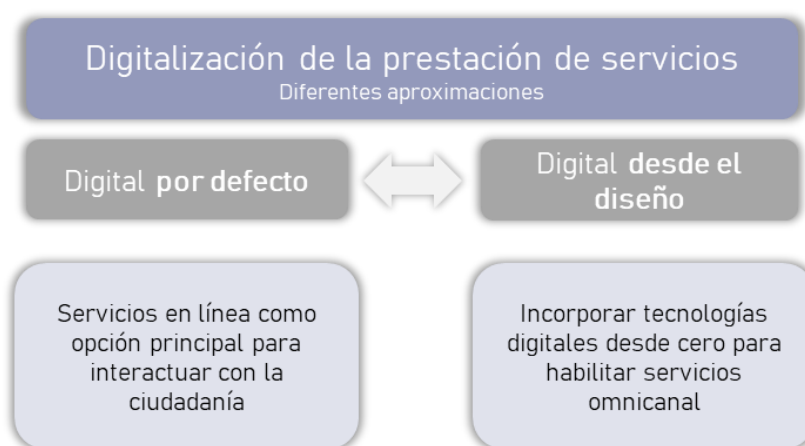 Digitalización de la prestación de servicios
Diferentes aproximaciones
Digital por defecto
Digital desde el
diseño
Servicios en línea como
opción principal para
interactuar con la
ciudadanía
Incorporar tecnologías
digitales desde cero para
habilitar servicios
omnicanal